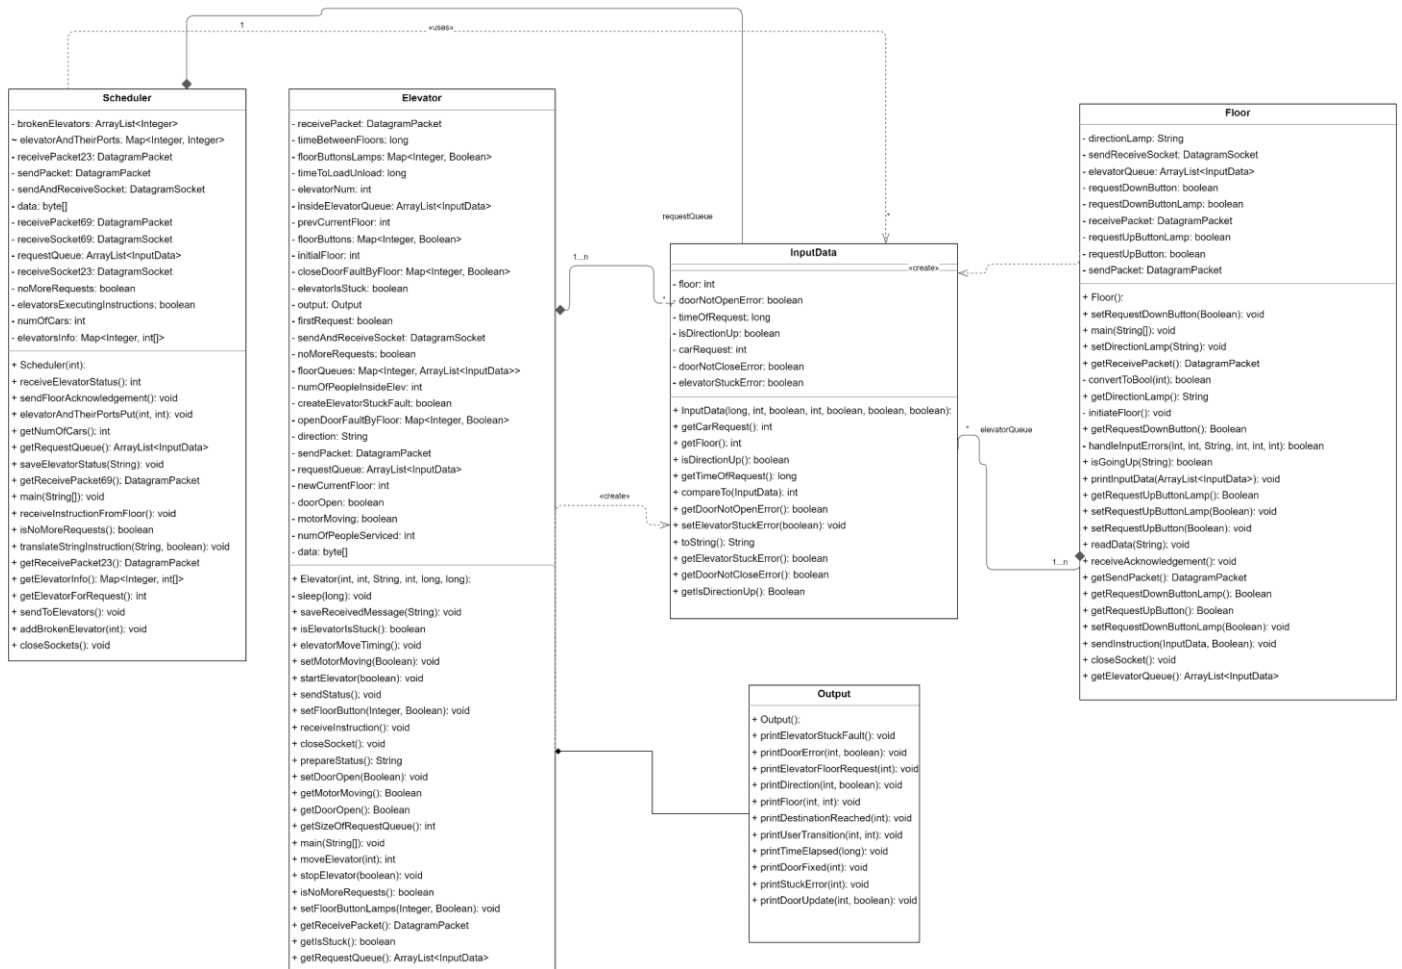 1
«uses»
Scheduler
- brokenElevators: ArrayList<Integer>
~ elevatorAndTheirPorts: Map<Integer, Integer>
- receivePacket23: DatagramPacket
- sendPacket: DatagramPacket
- sendAndReceiveSocket: DatagramSocket
- data: byte[]
- receivePacket69: DatagramPacket
- receiveSocket69: DatagramSocket
- requestQueue: ArrayList<InputData>
- receiveSocket23: DatagramSocket
- noMoreRequests: boolean
- elevatorsExecutingInstructions: boolean
- numOfCars: int
- elevatorsInfo: Map<Integer, int[]>
+ Scheduler(int):
+ receiveElevatorStatus(): int
+ sendFloorAcknowledgement(): void
+ elevatorAndTheirPortsPut(int, int): void
+ getNumOfCars(): int
+ getRequestQueue(): ArrayList<InputData>
+ saveElevatorStatus(String): void
+ getReceivePacket69(): DatagramPacket
+ main(String[]): void
+ receiveInstructionFromFloor(): void
+ isNoMoreRequests(): boolean
+ translateStringInstruction(String, boolean): void
+ getReceivePacket23(): DatagramPacket
+ getElevatorInfo(): Map<Integer, int[]>
+ getElevatorForRequest(): int
+ sendToElevators(): void
+ addBrokenElevator(int): void
+ closeSockets(): void
Elevator
- receivePacket: DatagramPacket
- timeBetweenFloors: long
- floorButtonsLamps: Map<Integer, Boolean>
- timeToLoadUnload: long
- elevatorNum: int
- insideElevatorQueue: ArrayList<InputData>
- prevCurrentFloor: int
- floorButtons: Map<Integer, Boolean>
- initialFloor: int
- closeDoorFaultByFloor: Map<Integer, Boolean>
- elevatorIsStuck: boolean
- output: Output
- firstRequest: boolean
- sendAndReceiveSocket: DatagramSocket
- noMoreRequests: boolean
- floorQueues: Map<Integer, ArrayList<InputData>>
- numOfPeopleInsideElev: int
- createElevatorStuckFault: boolean
- openDoorFaultByFloor: Map<Integer, Boolean>
- direction: String
- sendPacket: DatagramPacket
- requestQueue: ArrayList<InputData>
- newCurrentFloor: int
- doorOpen: boolean
- motorMoving: boolean
- numOfPeopleServiced: int
- data: byte[]
+ Elevator(int, int, String, int, long, long):
- sleep(long): void
+ saveReceivedMessage(String): void
+ isElevatorIsStuck(): boolean
+ elevatorMoveTiming(): void
+ setMotorMoving(Boolean): void
+ startElevator(boolean): void
+ sendStatus(): void
+ setFloorButton(Integer, Boolean): void
+ receiveInstruction(): void
+ closeSocket(): void
+ prepareStatus(): String
+ setDoorOpen(Boolean): void
+ getMotorMoving(): Boolean
+ getDoorOpen(): Boolean
+ getSizeOfRequestQueue(): int
+ main(String[]): void
+ moveElevator(int): int
+ stopElevator(boolean): void
+ isNoMoreRequests(): boolean
+ setFloorButtonLamps(Integer, Boolean): void
+ getReceivePacket(): DatagramPacket
+ getIsStuck(): boolean
+ getRequestQueue(): ArrayList<InputData>
requestQueue
*
1...n
*
«create»
InputData
«create»
- floor: int
- doorNotOpenError: boolean
- timeOfRequest: long
- isDirectionUp: boolean
- carRequest: int
- doorNotCloseError: boolean
- elevatorStuckError: boolean
+ InputData(long, int, boolean, int, boolean, boolean, boolean):
+ getCarRequest(): int
+ getFloor(): int
+ isDirectionUp(): boolean
+ getTimeOfRequest(): long
+ compareTo(InputData): int
+ getDoorNotOpenError(): boolean
+ setElevatorStuckError(boolean): void
+ toString(): String
+ getElevatorStuckError(): boolean
+ getDoorNotCloseError(): boolean
+ getIsDirectionUp(): Boolean
* elevatorQueue
1...n
Output
+ Output():
+ printElevatorStuckFault(): void
+ printDoorError(int, boolean): void
+ printElevatorFloorRequest(int): void
+ printDirection(int, boolean): void
+ printFloor(int, int): void
+ printDestinationReached(int): void
+ printUserTransition(int, int): void
+ printTimeElapsed(long): void
+ printDoorFixed(int): void
+ printStuckError(int): void
+ printDoorUpdate(int, boolean): void
Floor
- directionLamp: String
- sendReceiveSocket: DatagramSocket
- elevatorQueue: ArrayList<InputData>
- requestDownButton: boolean
- requestDownButtonLamp: boolean
- receivePacket: DatagramPacket
- requestUpButtonLamp: boolean
- requestUpButton: boolean
- sendPacket: DatagramPacket
+ Floor():
+ setRequestDownButton(Boolean): void
+ main(String[]): void
+ setDirectionLamp(String): void
+ getReceivePacket(): DatagramPacket
- convertToBool(int): boolean
+ getDirectionLamp(): String
- initiateFloor(): void
+ getRequestDownButton(): Boolean
- handleInputErrors(int, int, String, int, int, int): boolean
+ isGoingUp(String): boolean
+ printInputData(ArrayList<InputData>): void
+ getRequestUpButtonLamp(): Boolean
+ setRequestUpButtonLamp(Boolean): void
+ setRequestUpButton(Boolean): void
+ readData(String): void
+ receiveAcknowledgement(): void
+ getSendPacket(): DatagramPacket
+ getRequestDownButtonLamp(): Boolean
+ getRequestUpButton(): Boolean
+ setRequestDownButtonLamp(Boolean): void
+ sendInstruction(InputData, Boolean): void
+ closeSocket(): void
+ getElevatorQueue(): ArrayList<InputData>